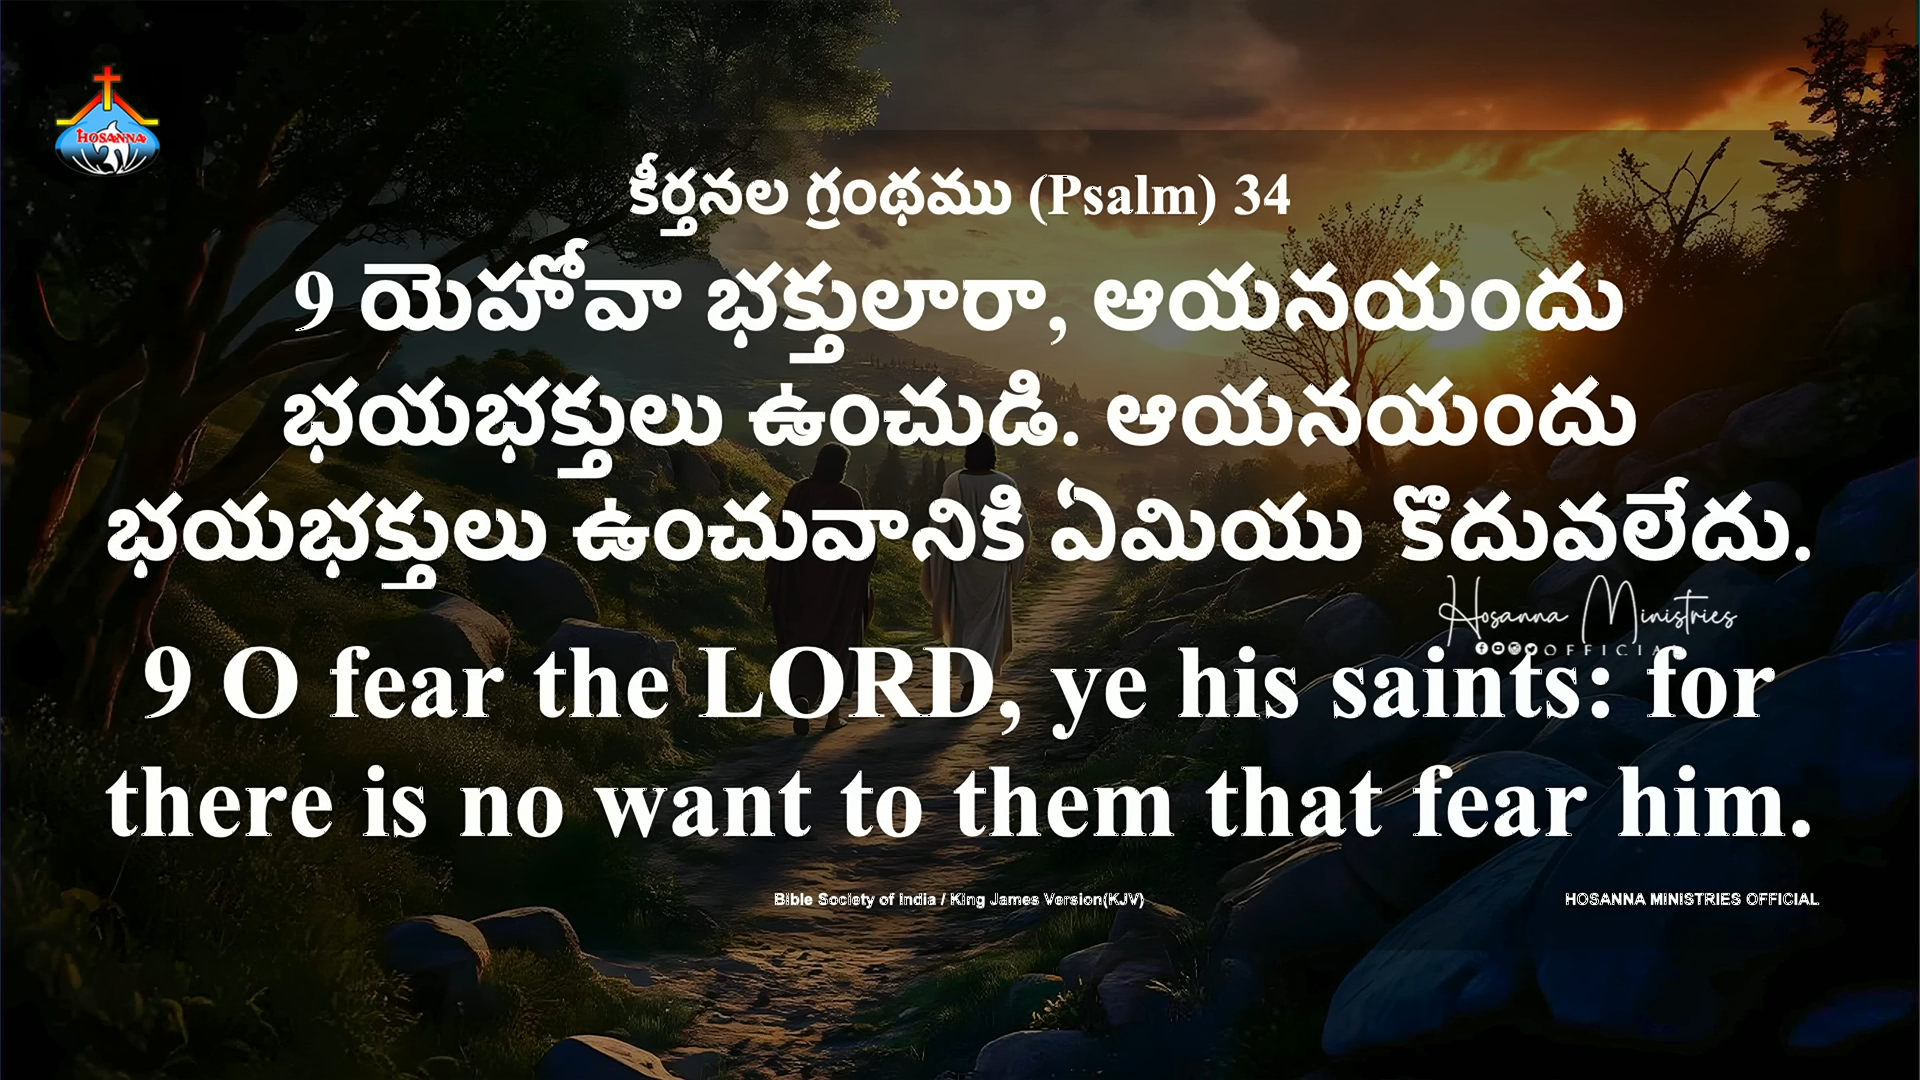 HOSANNA
కీర్తనల గ్రంథము (Psalm) 34
9 యెహోవా భక్తులారా, ఆయనయందు
భయభక్తులు ఉంచుడి. ఆయనయందు
భయభక్తులు ఉంచువానికి ఏమియు కొదువలేదు.
Hosanna Ministries
OFFICIAL
9 O fear the LORD, ye his saints: for
there is no want to them that fear him.
Bible Society of India / King James Version(KJV)
HOSANNA MINISTRIES OFFICIAL